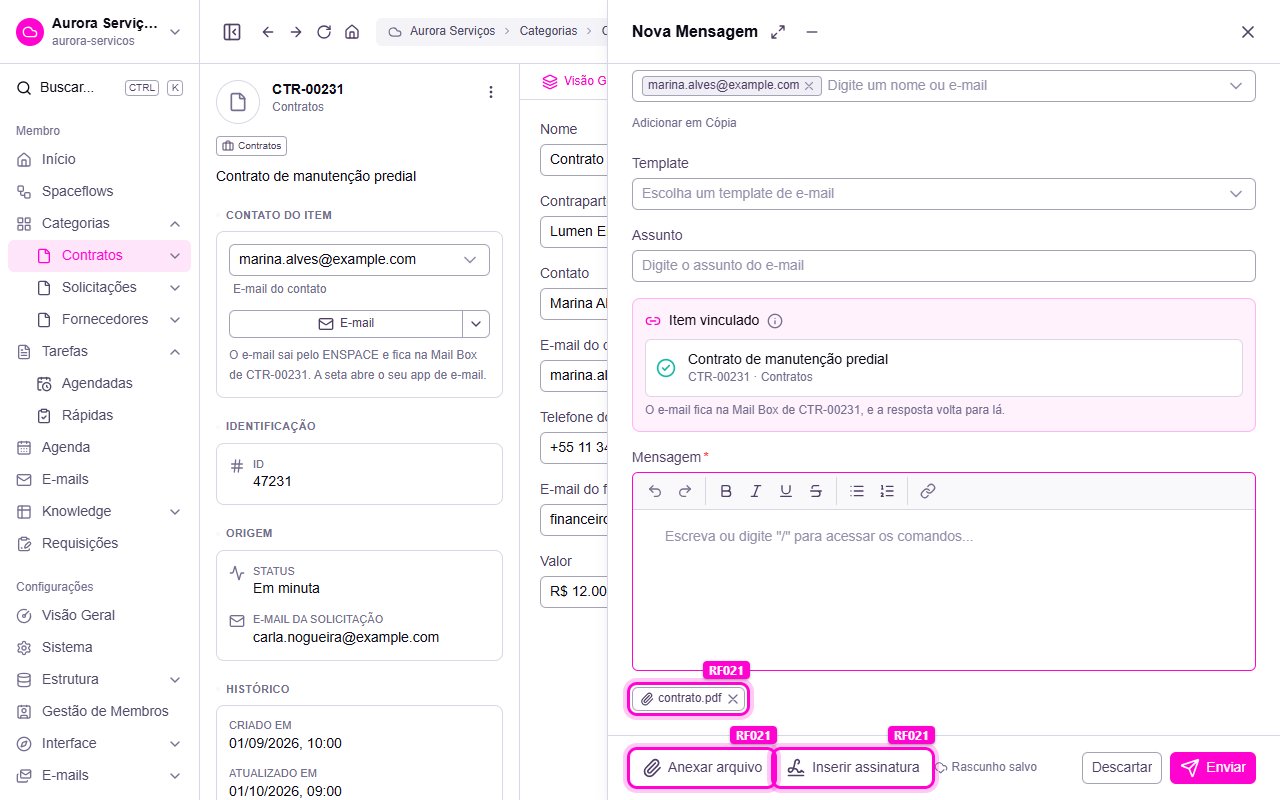 Aurora Serviç...
aurora-servicos
Buscar...
CTRL
K
Membro
Início
Spaceflows
Categorias
Contratos
Solicitações
Fornecedores
Tarefas
Agendadas
Rápidas
Agenda
E-mails
Knowledge
Requisições
Configurações
Visão Geral
Sistema
Estrutura
Gestão de Membros
Interface
E-mails
Aurora Serviços
Categorias
CTR-00231
Contratos
Contratos
Contrato de manutenção predial
CONTATO DO ITEM
marina.alves@example.com
E-mail do contato
E-mail
O e-mail sai pelo ENSPACE e fica na Mail Box
de CTR-00231. A seta abre o seu app de e-mail.
IDENTIFICAÇÃO
ID
47231
ORIGEM
STATUS
Em minuta
E-MAIL DA SOLICITAÇÃO
carla.nogueira@example.com
HISTÓRICO
CRIADO EM
01/09/2026, 10:00
ATUALIZADO EM
01/10/2026, 09:00
Visão G
Nome
Contrato
Contrapart
Lumen E
Contato
Marina Al
E-mail do c
marina.al
Telefone do
+55 11 34
E-mail do f
financeiro
Valor
R$ 12.00
Nova Mensagem
marina.alves@example.com
Digite um nome ou e-mail
Adicionar em Cópia
Template
Escolha um template de e-mail
Assunto
Digite o assunto do e-mail
Item vinculado
Contrato de manutenção predial
CTR-00231 · Contratos
O e-mail fica na Mail Box de CTR-00231, e a resposta volta para lá.
Mensagem*
Escreva ou digite "/" para acessar os comandos...
RF021
contrato.pdf
RF021
RF021
Anexar arquivo
Inserir assinatura
Rascunho salvo
Descartar
Enviar